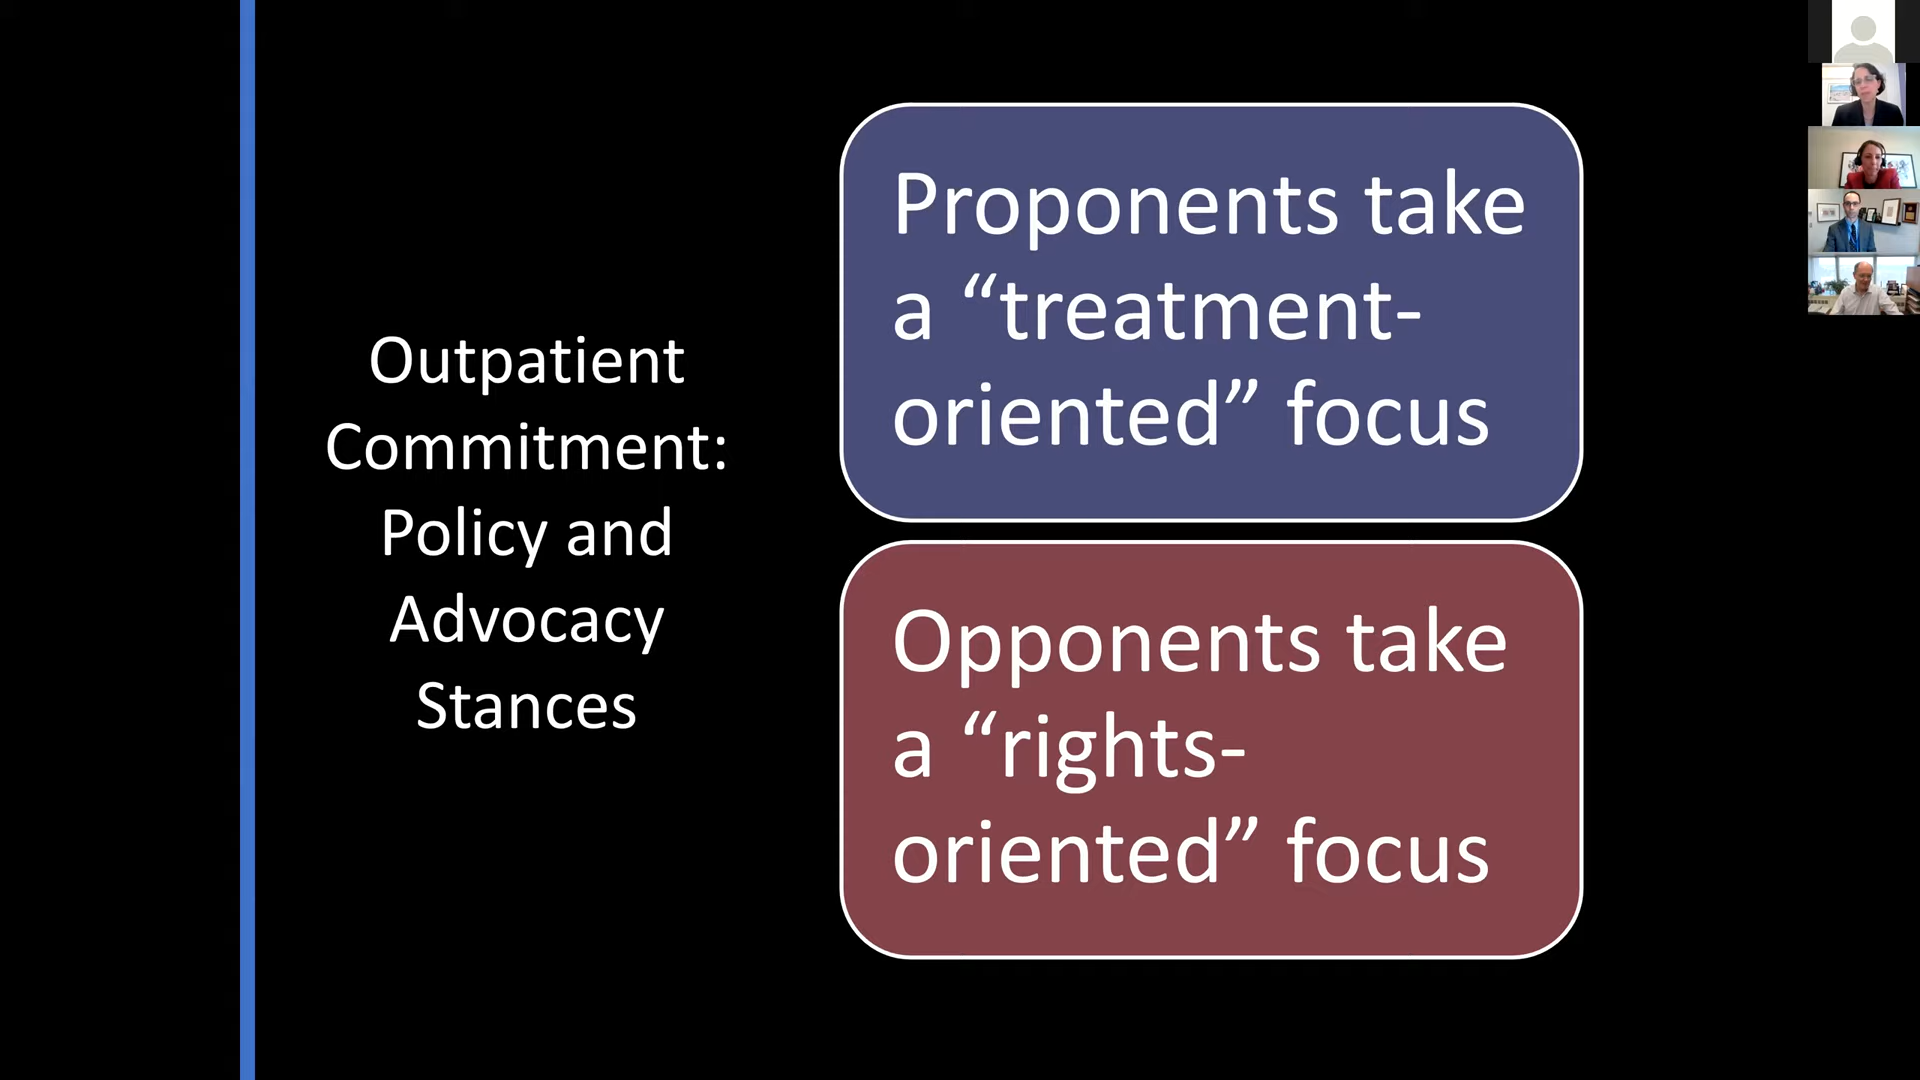 Outpatient
Commitment:
Policy and
Advocacy
Stances
Proponents take
a “treatment-
oriented” focus
Opponents take
a “rights-
oriented” focus